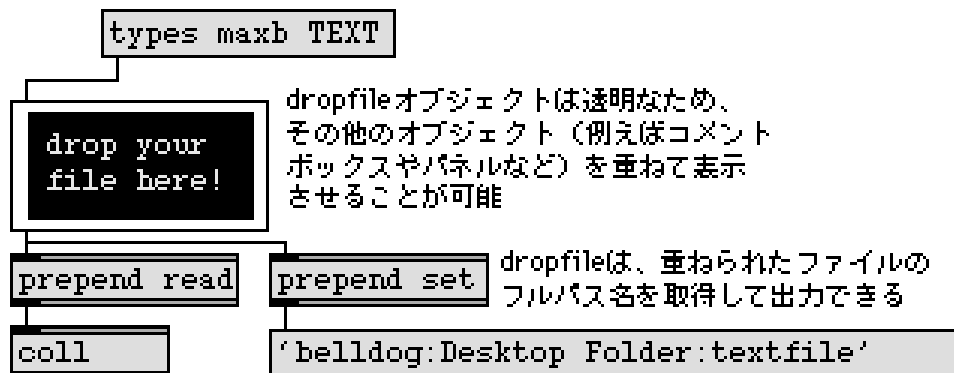 types maxb TEXT
drop your
file here!
dropfileオブジェクトは透明なため、
その他のオブジェクト（例えばコメント
ボックスやパネルなど）を重ねて表示
させることが可能
prepend read
prepend set
dropfileは、重ねられたファイルの
フルパス名を取得して出力できる
coll
'belldog:Desktop Folder:textfile'